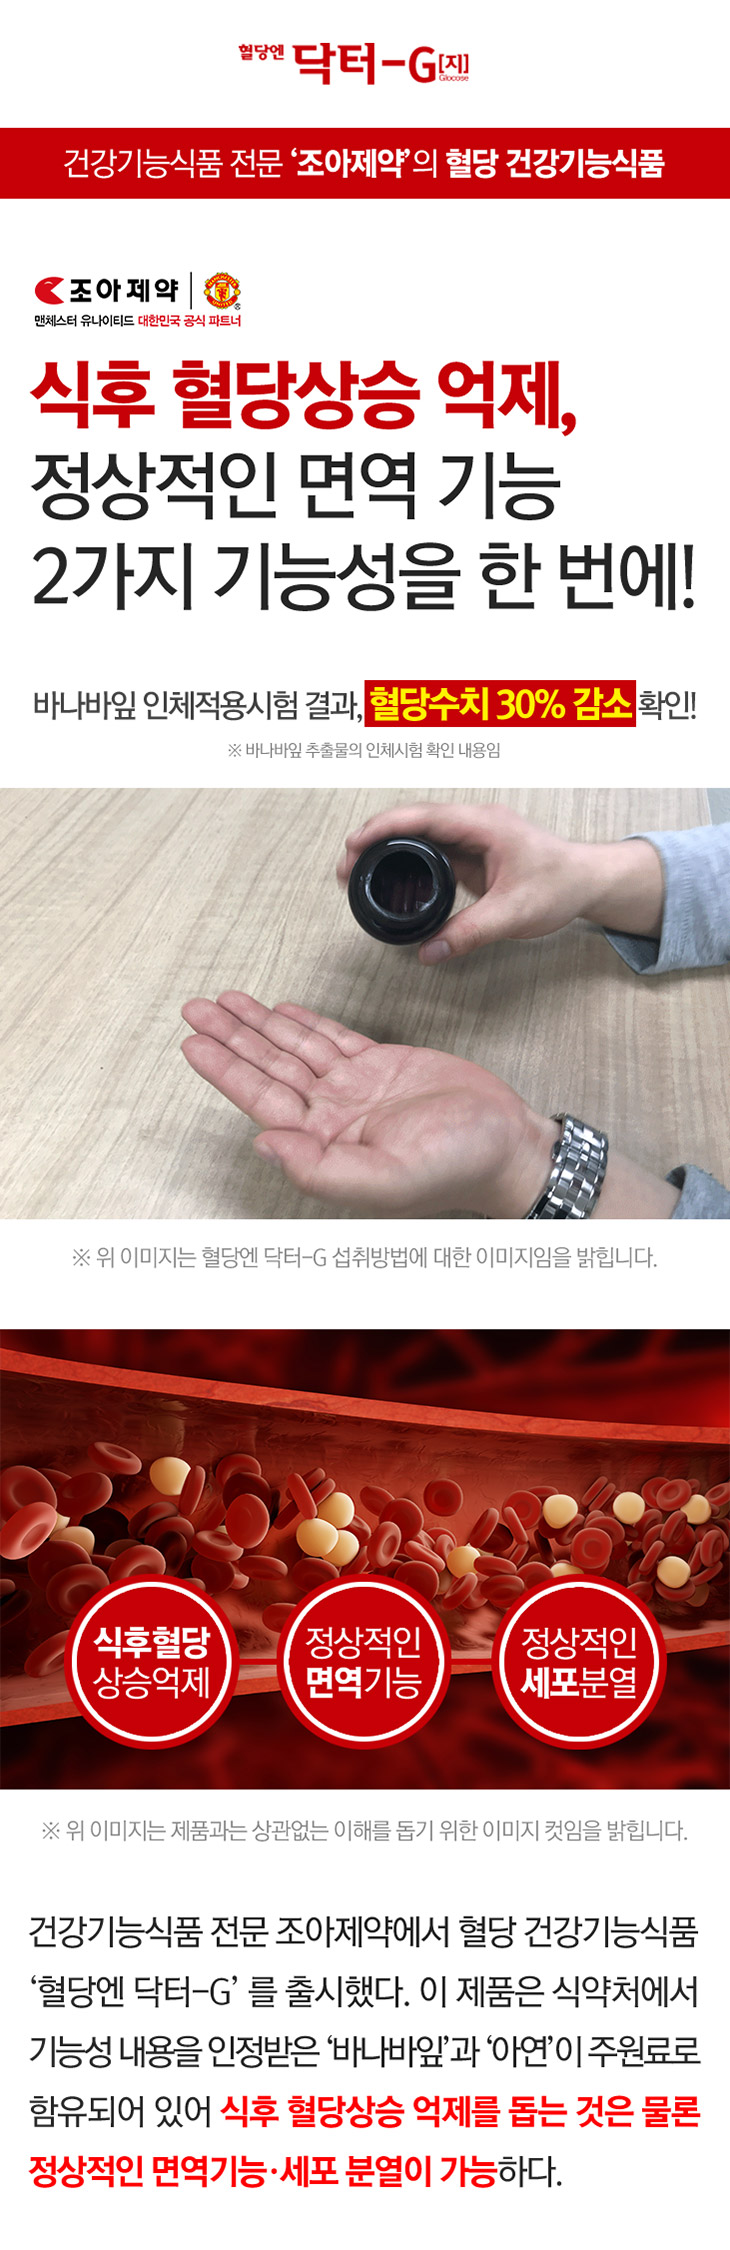 혈당엔 닥터-G[지]
Glocose
건강기능식품 전문 ‘조아제약’의 혈당 건강기능식품
조아제약
MANCHESTER UNITED
맨체스터 유나이티드 대한민국 공식 파트너
식후 혈당상승 억제,
정상적인 면역 기능
2가지 기능성을 한 번에!
바나바잎 인체적용시험 결과, 혈당수치 30% 감소 확인!
※ 바나바잎 추출물의 인체시험 확인 내용임
※ 위 이미지는 혈당엔 닥터-G 섭취방법에 대한 이미지임을 밝힙니다.
식후혈당
상승억제
정상적인
면역기능
정상적인
세포분열
※ 위 이미지는 제품과는 상관없는 이해를 돕기 위한 이미지 컷임을 밝힙니다.
건강기능식품 전문 조아제약에서 혈당 건강기능식품
‘혈당엔 닥터-G’ 를 출시했다. 이 제품은 식약처에서
기능성 내용을 인정받은 ‘바나바잎’과 ‘아연’이 주원료로
함유되어 있어 식후 혈당상승 억제를 돕는 것은 물론
정상적인 면역기능·세포 분열이 가능하다.